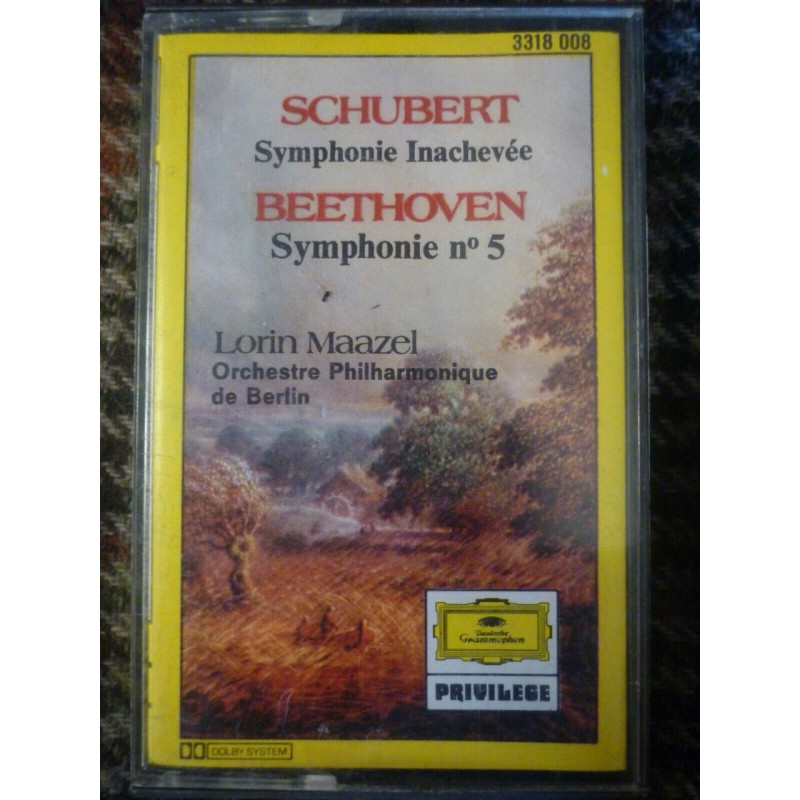 3318 008
SCHUBERT
Symphonie Inachevée
BEETHOVEN
Symphonie nº 5
Lorin Maazel
Orchestre Philharmonique
de Berlin
Deutsche
Grammophon
PRIVILEGE
DOLBY SYSTEM